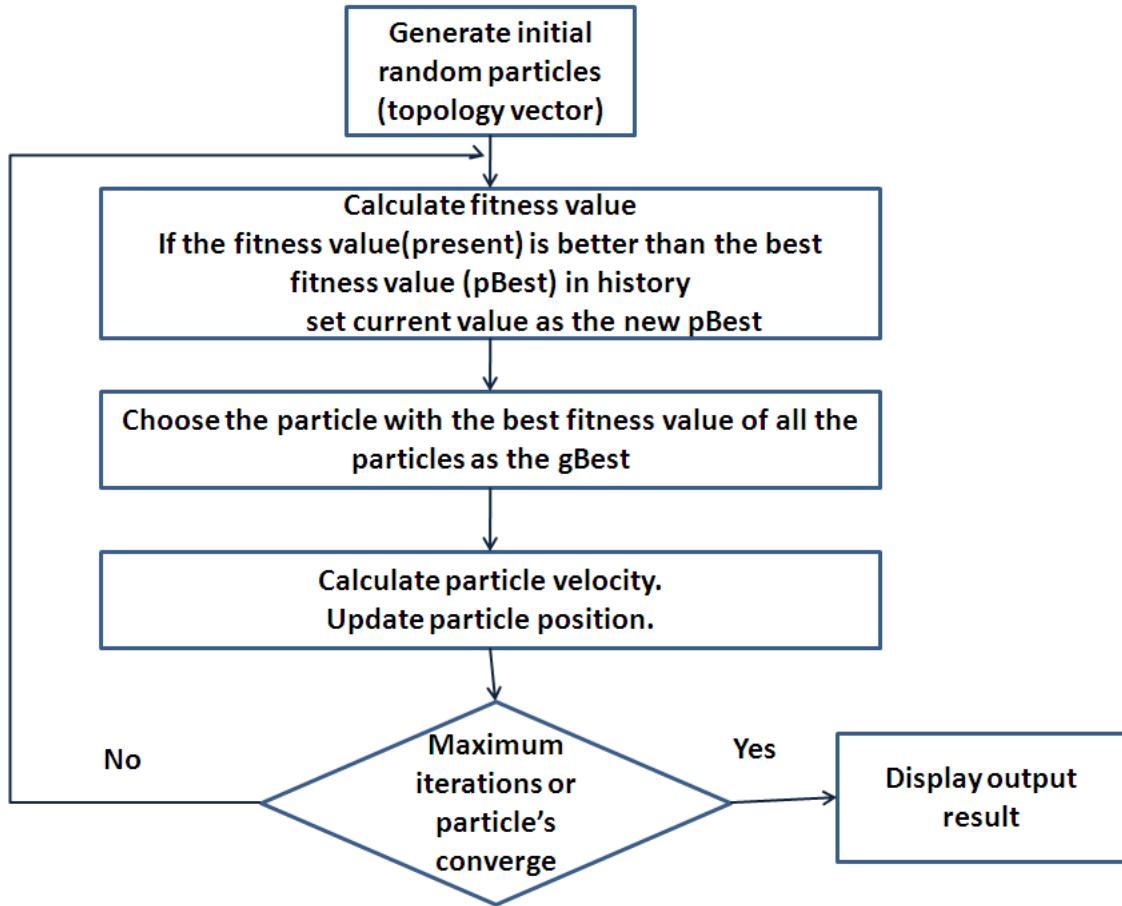 Generate initial
random particles
(topology vector)
Calculate fitness value
If the fitness value(present) is better than the best
fitness value (pBest) in history
set current value as the new pBest
Choose the particle with the best fitness value of all the
particles as the gBest
Calculate particle velocity.
Update particle position.
Maximum
iterations or
particle's
converge
No
Yes
Display output
result